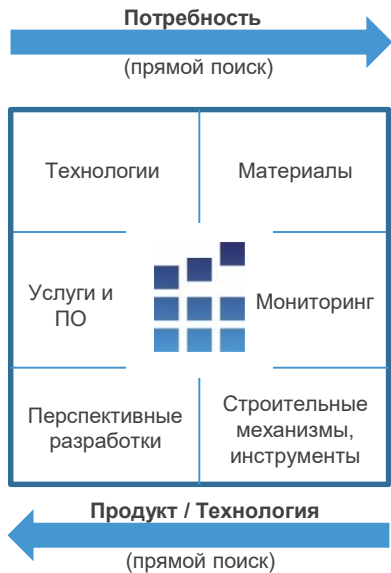 Потребность
(прямой поиск)
Технологии
Материалы
Услуги и
ПО
Мониторинг
Перспективные
разработки
Строительные
механизмы,
инструменты
Продукт / Технология
(прямой поиск)